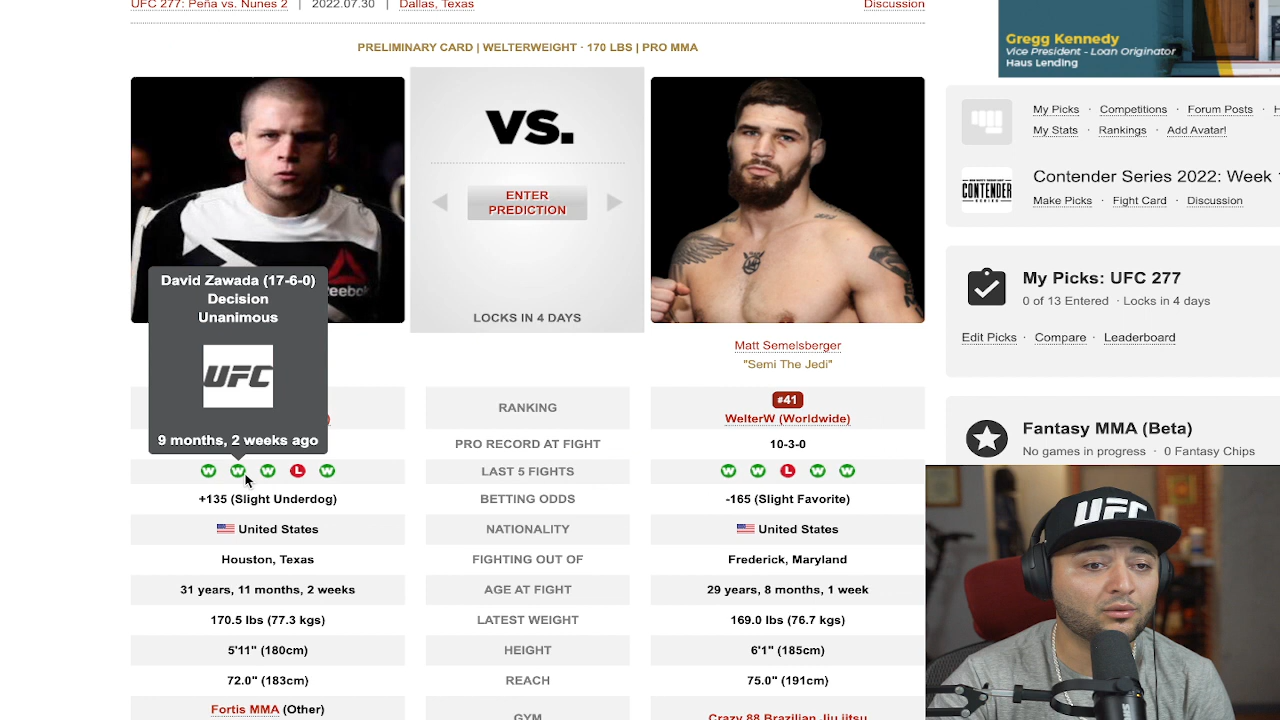 UFC 277: Peña vs. Nunes 2 | 2022.07.30 | Dallas, Texas
Discussion
PRELIMINARY CARD | WELTERWEIGHT · 170 LBS | PRO MMA
VS.
ENTER
PREDICTION
LOCKS IN 4 DAYS
Reebok
David Zawada (17-6-0)
Decision
Unanimous
UFC
9 months, 2 weeks ago
Matt Semelsberger
"Semi The Jedi"
RANKING
#41
WelterW (Worldwide)
PRO RECORD AT FIGHT
10-3-0
W W W L W
LAST 5 FIGHTS
W W L W W
+135 (Slight Underdog)
BETTING ODDS
-165 (Slight Favorite)
United States
NATIONALITY
United States
Houston, Texas
FIGHTING OUT OF
Frederick, Maryland
31 years, 11 months, 2 weeks
AGE AT FIGHT
29 years, 8 months, 1 week
170.5 lbs (77.3 kgs)
LATEST WEIGHT
169.0 lbs (76.7 kgs)
5'11" (180cm)
HEIGHT
6'1" (185cm)
72.0" (183cm)
REACH
75.0" (191cm)
Fortis MMA (Other)
GYM
Crazy 88 Brazilian Jiu jitsu
Gregg Kennedy
Vice President - Loan Originator
Haus Lending
My Picks · Competitions · Forum Posts ·
My Stats · Rankings · Add Avatar!
CONTENDER
SERIES
Contender Series 2022: Week
Make Picks · Fight Card · Discussion
My Picks: UFC 277
0 of 13 Entered · Locks in 4 days
Edit Picks · Compare · Leaderboard
Fantasy MMA (Beta)
No games in progress · 0 Fantasy Chips
UFC